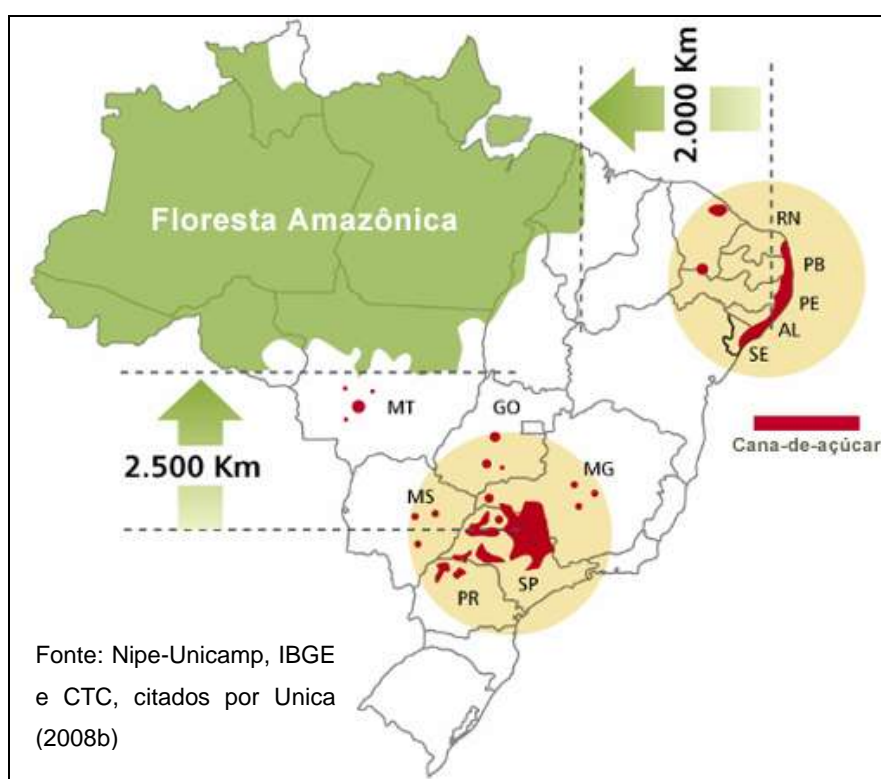 2.000 Km
Floresta Amazônica
RN
PB
PE
AL
SE
MT
GO
Cana-de-açúcar
2.500 Km
MG
MS
SP
PR
Fonte: Nipe-Unicamp, IBGE
e CTC, citados por Unica
(2008b)